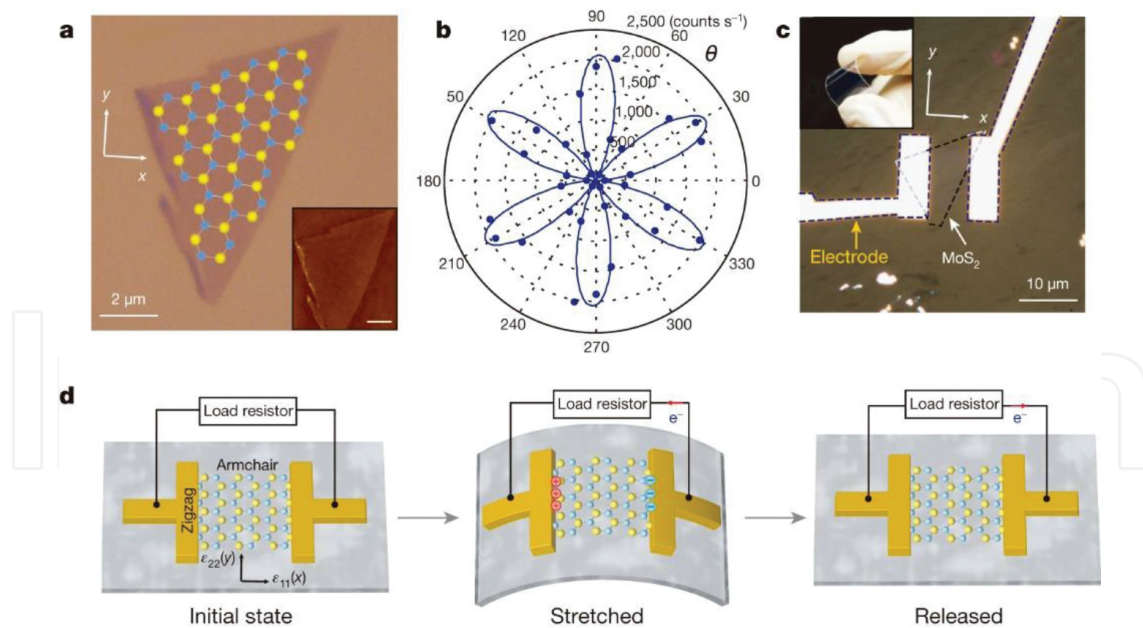 a
y
x
2 μm
b
90
2,500 (counts s⁻¹)
120
60
2,000
θ
1,500
50
30
1,000
500
180
0
210
330
240
300
270
c
y
x
Electrode
MoS₂
10 μm
d
Load resistor
Armchair
Zigzag
ε₂₂(y)
ε₁₁(x)
Initial state
Load resistor
e⁻
Stretched
Load resistor
e⁻
Released